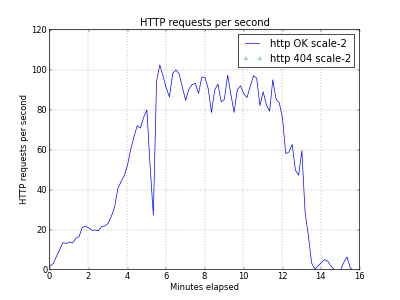 HTTP requests per second
http OK scale-2
http 404 scale-2
120
100
80
60
40
20
0
HTTP requests per second
0 2 4 6 8 10 12 14 16
Minutes elapsed